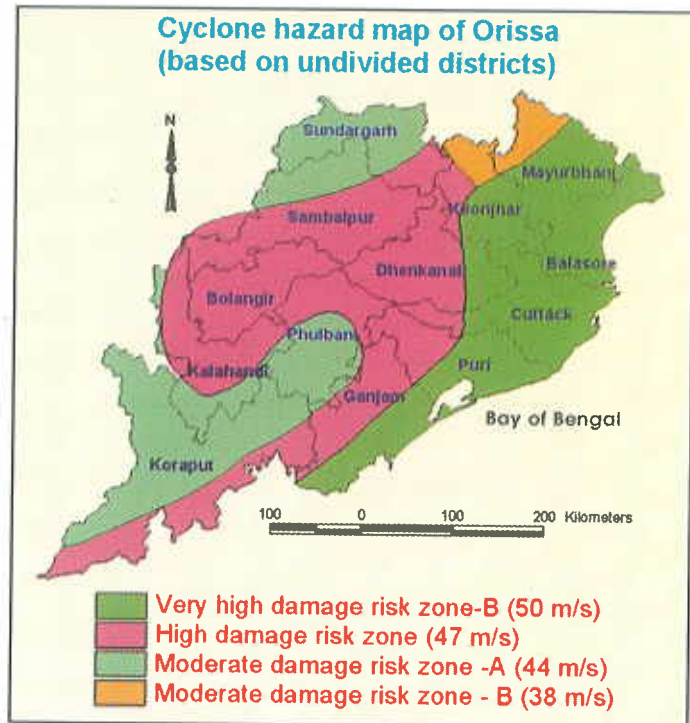 Cyclone hazard map of Orissa
(based on undivided districts)
N
Sundargarh
Mayurbhanj
Sambalpur
Kaonjhar
Dhenkanal
Balasore
Bolangir
Cuttack
Phulbani
Puri
Kalahandi
Ganjam
Bay of Bengal
Koraput
100 0 100 200 Kilometers
Very high damage risk zone-B (50 m/s)
High damage risk zone (47 m/s)
Moderate damage risk zone -A (44 m/s)
Moderate damage risk zone - B (38 m/s)